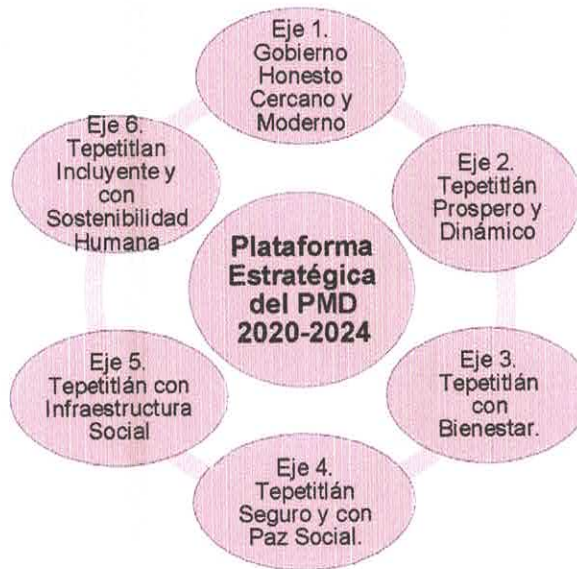 Eje 1.
Gobierno
Honesto
Cercano y
Moderno
Eje 2.
Tepetitlán
Prospero y
Dinámico
Eje 3.
Tepetitlán
con
Bienestar.
Eje 4.
Tepetitlán
Seguro y con
Paz Social.
Eje 5.
Tepetitlán con
Infraestructura
Social
Eje 6.
Tepetitlan
Incluyente y
con
Sostenibilidad
Humana
Plataforma
Estratégica
del PMD
2020-2024